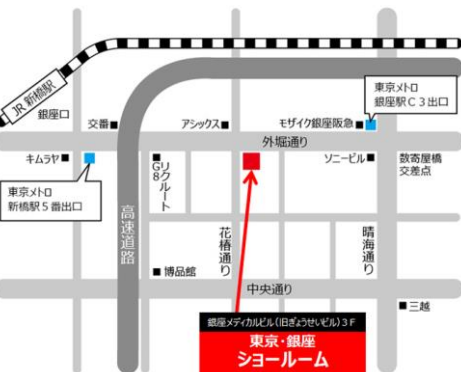 JR 新橋駅
銀座口
交番
アシックス
モザイク銀座阪急
東京メトロ
銀座駅C3出口
外堀通り
キムラヤ
リクルート
G8
ソニービル
数寄屋橋
交差点
東京メトロ
新橋駅5番出口
高速道路
花椿通り
晴海通り
博品館
中央通り
三越
銀座メディカルビル(旧ぎょうせいビル)3F
東京・銀座
ショールーム